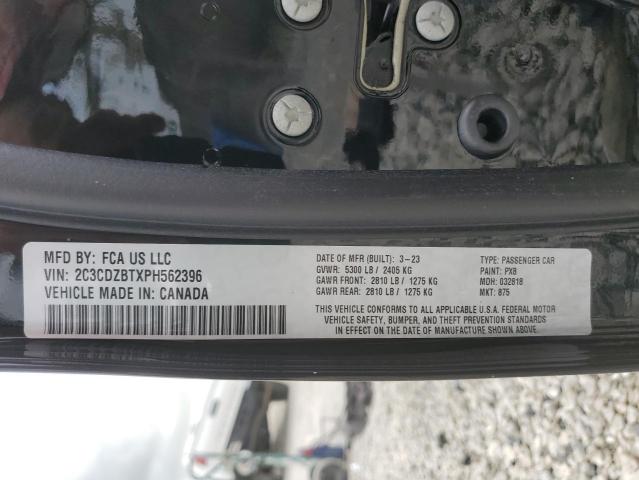 MFD BY: FCA US LLC
VIN: 2C3CDZBTXPH562396
VEHICLE MADE IN: CANADA
DATE OF MFR (BUILT): 3-23
GVWR: 5300 LB / 2405 KG
GAWR FRONT: 2810 LB / 1275 KG
GAWR REAR: 2810 LB / 1275 KG
TYPE: PASSENGER CAR
PAINT: PX8
MDH: 032818
MKT: 875
THIS VEHICLE CONFORMS TO ALL APPLICABLE U.S.A. FEDERAL MOTOR
VEHICLE SAFETY, BUMPER, AND THEFT PREVENTION STANDARDS
IN EFFECT ON THE DATE OF MANUFACTURE SHOWN ABOVE.